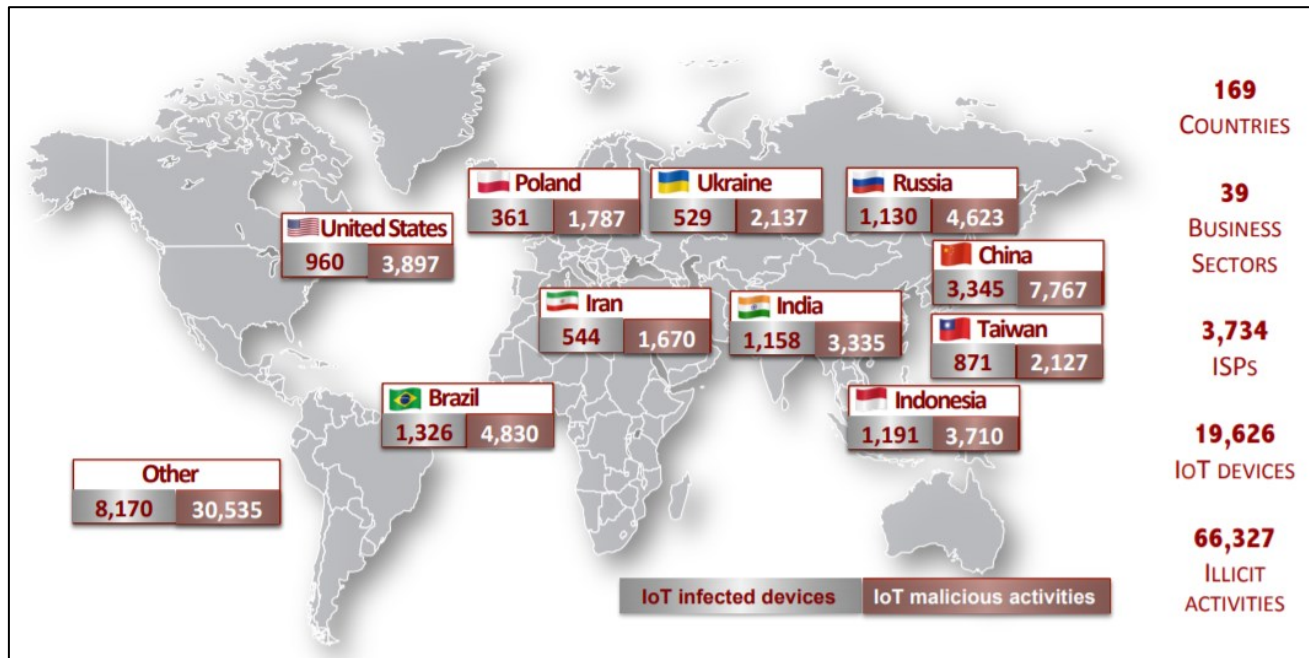 169
COUNTRIES
39
BUSINESS
SECTORS
3,734
ISPS
19,626
IOT DEVICES
66,327
ILLICIT
ACTIVITIES
Poland
361 1,787
Ukraine
529 2,137
Russia
1,130 4,623
United States
960 3,897
China
3,345 7,767
Iran
544 1,670
India
1,158 3,335
Taiwan
871 2,127
Brazil
1,326 4,830
Indonesia
1,191 3,710
Other
8,170 30,535
IoT infected devices IoT malicious activities